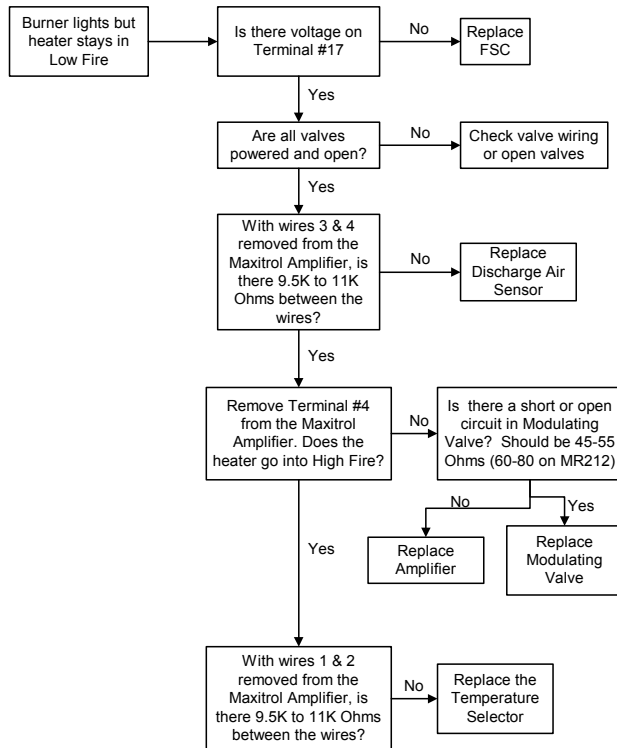 Burner lights but
heater stays in
Low Fire
Is there voltage on
Terminal #17
No
Replace
FSC
Yes
Are all valves
powered and open?
No
Check valve wiring
or open valves
Yes
With wires 3 & 4
removed from the
Maxitrol Amplifier, is
there 9.5K to 11K
Ohms between the
wires?
No
Replace
Discharge Air
Sensor
Yes
Remove Terminal #4
from the Maxitrol
Amplifier. Does the
heater go into High Fire?
No
Is there a short or open
circuit in Modulating
Valve? Should be 45-55
Ohms (60-80 on MR212)
No
Replace
Amplifier
Yes
Replace
Modulating
Valve
Yes
With wires 1 & 2
removed from the
Maxitrol Amplifier, is
there 9.5K to 11K Ohms
between the wires?
No
Replace the
Temperature
Selector